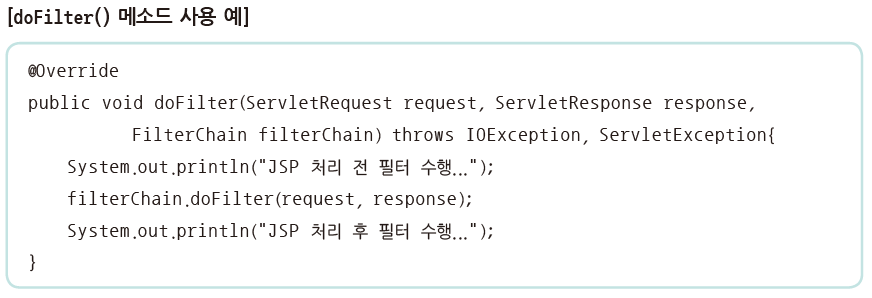 [doFilter() 메소드 사용 예]
@Override
public void doFilter(ServletRequest request, ServletResponse response,
FilterChain filterChain) throws IOException, ServletException{
System.out.println("JSP 처리 전 필터 수행...");
filterChain.doFilter(request, response);
System.out.println("JSP 처리 후 필터 수행...");
}